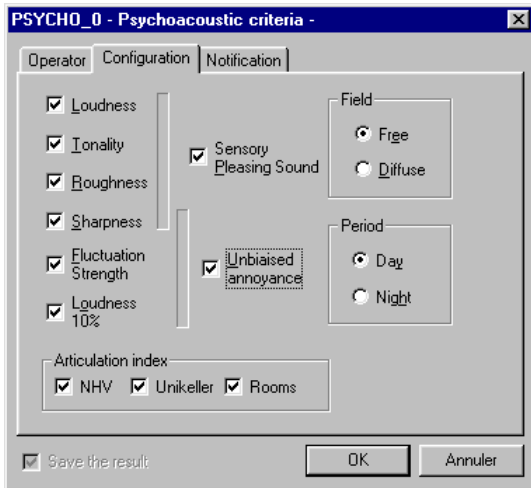 PSYCHO_0 - Psychoacoustic criteria -
Operator Configuration Notification
Loudness
Tonality
Roughness
Sharpness
Fluctuation
Strength
Loudness
10%
Sensory
Pleasing Sound
Unbiaised
annoyance
Field
Free
Diffuse
Period
Day
Night
Articulation index
NHV Unikeller Rooms
Save the result
OK
Annuler